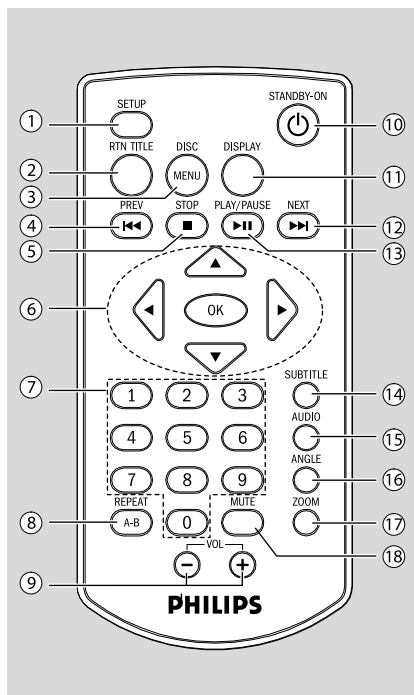 STANDBY-ON
SETUP
1
10
RTN TITLE DISC DISPLAY
2
MENU
3
11
PREV STOP PLAY/PAUSE NEXT
4
12
5
13
6
OK
7
SUBTITLE
1 2 3
14
AUDIO
4 5 6
15
ANGLE
7 8 9
16
REPEAT MUTE ZOOM
8
A-B
0
17
18
VOL
9
− +
PHILIPS